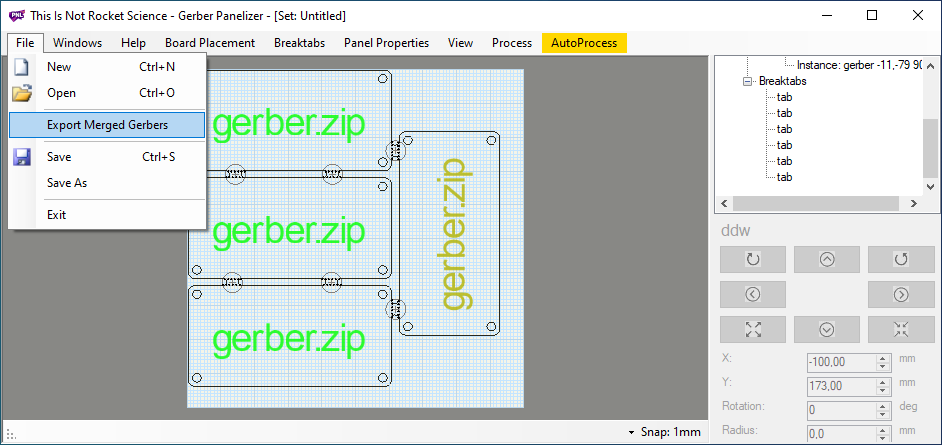 PNL
This Is Not Rocket Science - Gerber Panelizer - [Set: Untitled]
File Windows Help Board Placement Breaktabs Panel Properties View Process AutoProcess
New Ctrl+N
Open Ctrl+O
Export Merged Gerbers
Save Ctrl+S
Save As
Exit
gerber.zip
gerber.zip
gerber.zip
gerber.zip
Instance: gerber -11,-79 90
Breaktabs
tab
tab
tab
tab
tab
tab
ddw
X: -100,00 mm
Y: 173,00 mm
Rotation: 0 deg
Radius: 0,0 mm
Snap: 1mm